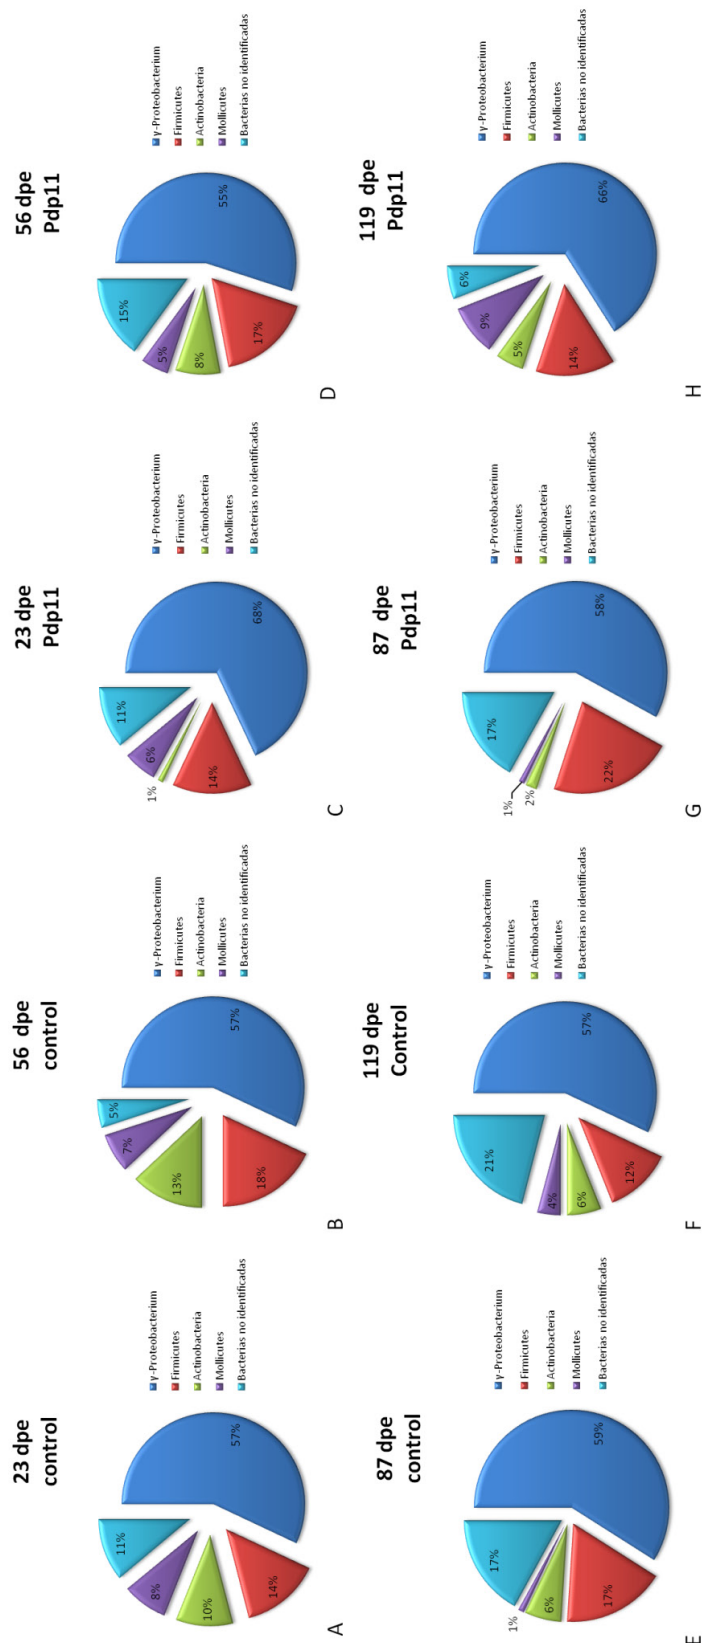 23 dpe
control
11%
8%
10%
57%
14%
γ-Proteobacterium
Firmicutes
Actinobacteria
Mollicutes
Bacterias no identificadas
A
56 dpe
control
5%
7%
13%
57%
18%
γ-Proteobacterium
Firmicutes
Actinobacteria
Mollicutes
Bacterias no identificadas
B
23 dpe
Pdp11
11%
6%
1%
14%
68%
γ-Proteobacterium
Firmicutes
Actinobacteria
Mollicutes
Bacterias no identificadas
C
56 dpe
Pdp11
15%
5%
8%
55%
17%
γ-Proteobacterium
Firmicutes
Actinobacteria
Mollicutes
Bacterias no identificadas
D
87 dpe
control
17%
1%
6%
59%
17%
γ-Proteobacterium
Firmicutes
Actinobacteria
Mollicutes
Bacterias no identificadas
E
119 dpe
Control
21%
4%
6%
57%
12%
γ-Proteobacterium
Firmicutes
Actinobacteria
Mollicutes
Bacterias no identificadas
F
87 dpe
Pdp11
17%
1%
2%
58%
22%
γ-Proteobacterium
Firmicutes
Actinobacteria
Mollicutes
Bacterias no identificadas
G
119 dpe
Pdp11
6%
9%
5%
14%
66%
γ-Proteobacterium
Firmicutes
Actinobacteria
Mollicutes
Bacterias no identificadas
H